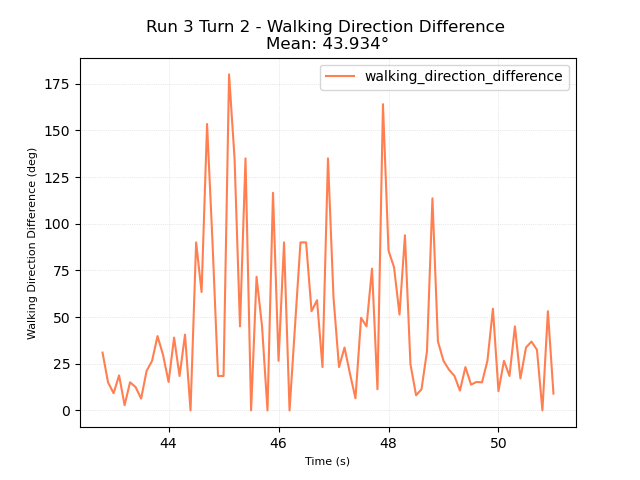 Run 3 Turn 2 - Walking Direction Difference
Mean: 43.934°
walking_direction_difference
175
150
125
100
75
50
25
0
Walking Direction Difference (deg)
44
46
48
50
Time (s)